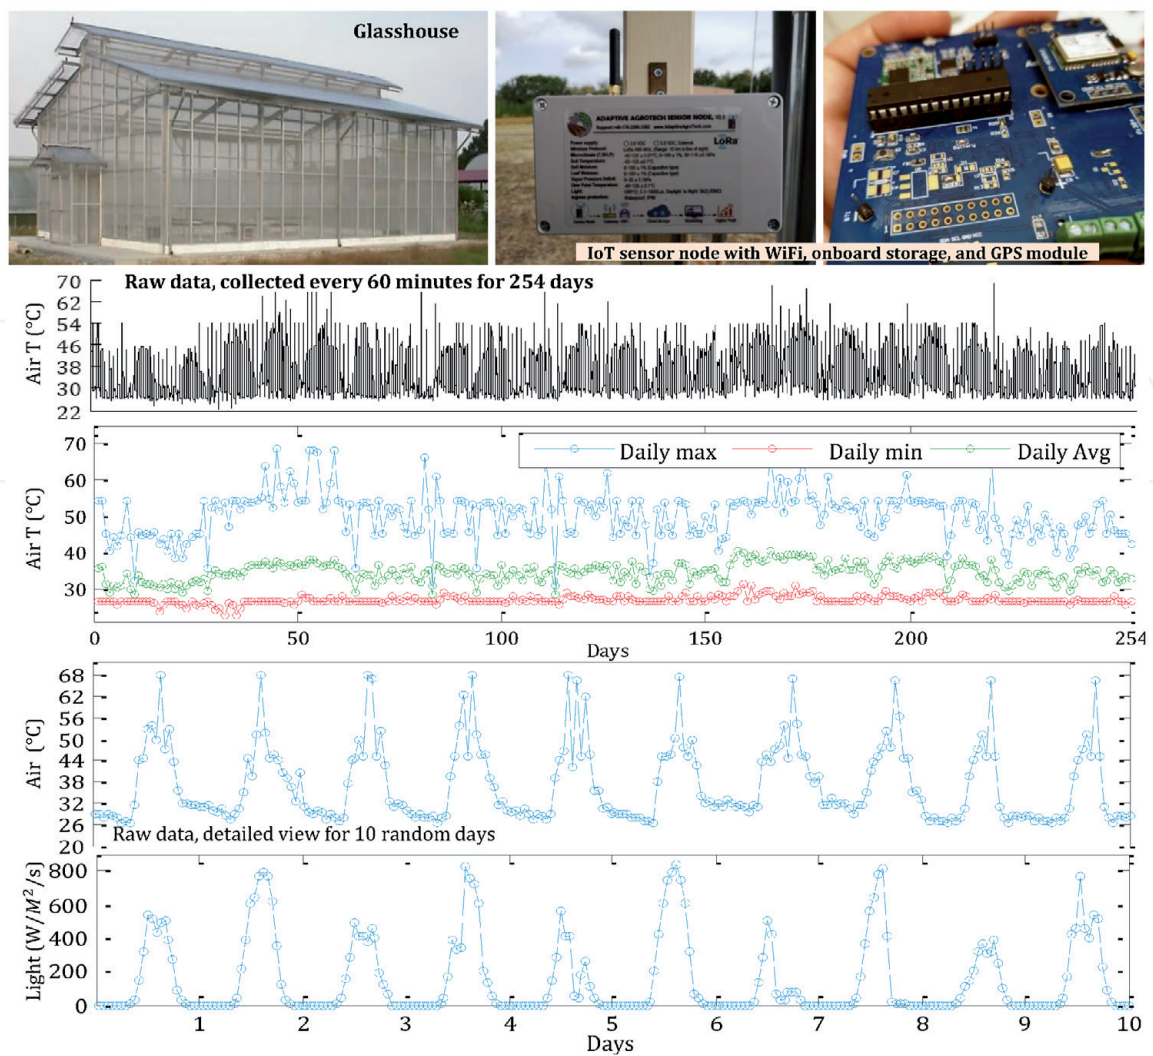 Glasshouse
ADAPTIVE AGROTECH SENSOR NODE,
LoRa
IoT sensor node with WiFi, onboard storage, and GPS module
Raw data, collected every 60 minutes for 254 days
Air T (°C)
70
62
54
46
38
30
22
Daily max
Daily min
Daily Avg
Air T (°C)
70
60
50
40
30
0
50
100
150
200
254
Days
Air (°C)
68
62
56
50
44
38
32
26
20
Raw data, detailed view for 10 random days
Light (W/M²/s)
800
600
400
200
0
1
2
3
4
5
6
7
8
9
10
Days